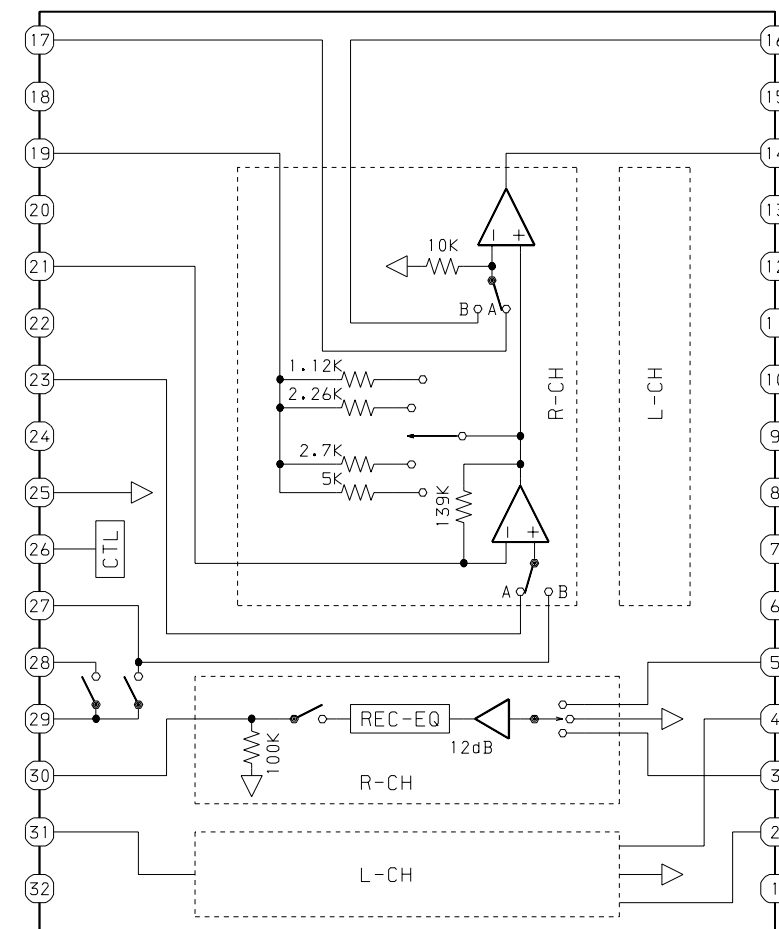 17
16
18
15
19
14
20
13
- +
10K
21
12
B A
22
1
1.12K
23
10
2.26K
R-CH
L-CH
24
9
2.7K
5K
25
8
139K
- +
26
CTL
7
A B
27
6
28
5
29
REC-EQ
4
12dB
100K
30
R-CH
3
31
2
L-CH
32
1